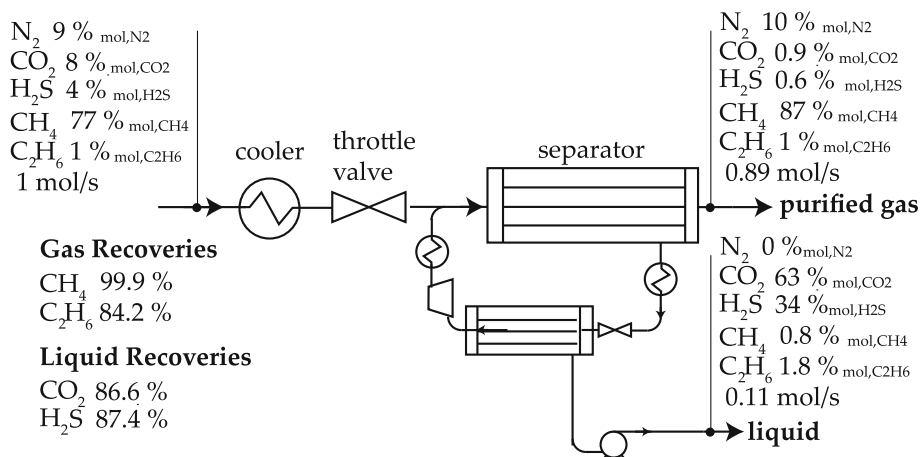 N2 9 % mol,N2
CO2 8 % mol,CO2
H2S 4 % mol,H2S
CH4 77 % mol,CH4
C2H6 1 % mol,C2H6
1 mol/s
cooler
throttle
valve
separator
N2 10 % mol,N2
CO2 0.9 % mol,CO2
H2S 0.6 % mol,H2S
CH4 87 % mol,CH4
C2H6 1 % mol,C2H6
0.89 mol/s
purified gas
Gas Recoveries
CH4 99.9 %
C2H6 84.2 %
Liquid Recoveries
CO2 86.6 %
H2S 87.4 %
N2 0 %mol,N2
CO2 63 % mol,CO2
H2S 34 %mol,H2S
CH4 0.8 % mol,CH4
C2H6 1.8 % mol,C2H6
0.11 mol/s
liquid